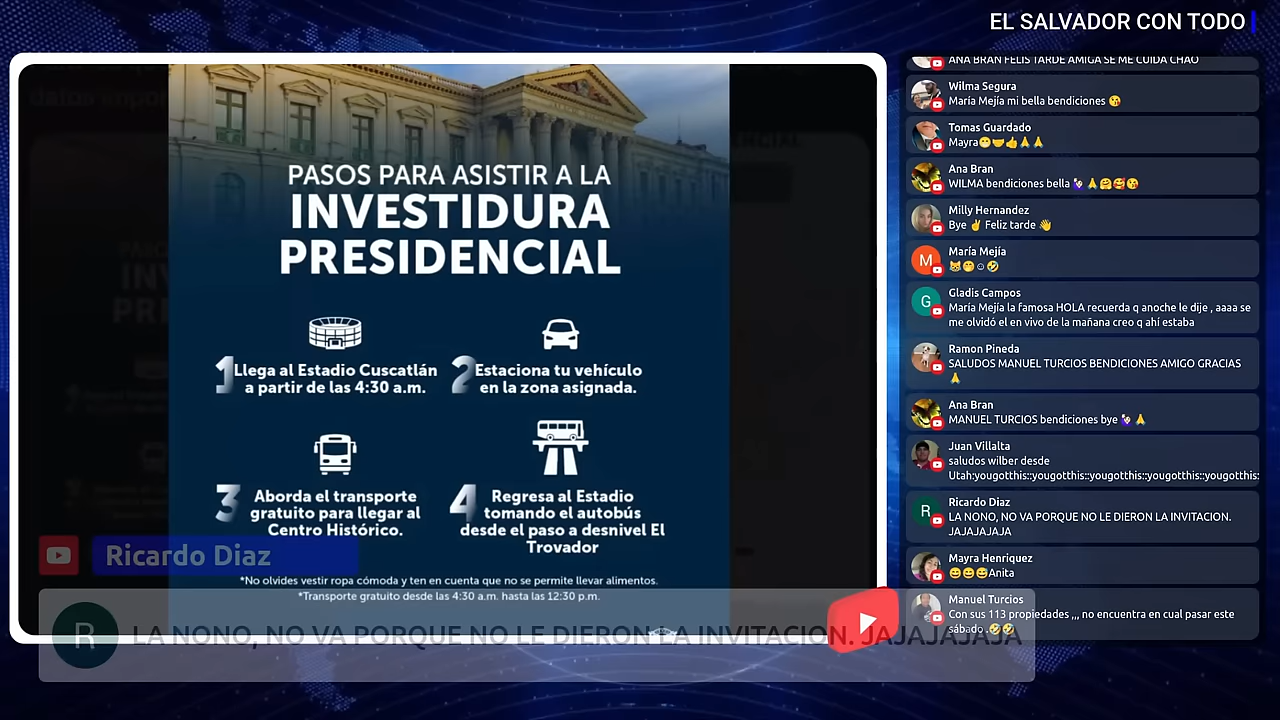 EL SALVADOR CON TODO
PASOS PARA ASISTIR A LA
INVESTIDURA
PRESIDENCIAL
1 Llega al Estadio Cuscatlán
a partir de las 4:30 a.m.
2 Estaciona tu vehículo
en la zona asignada.
3 Aborda el transporte
gratuito para llegar al
Centro Histórico.
4 Regresa al Estadio
tomando el autobús
desde el paso a desnivel El
Trovador
*No olvides vestir ropa cómoda y ten en cuenta que no se permite llevar alimentos.
*Transporte gratuito desde las 4:30 a.m. hasta las 12:30 p.m.
Ricardo Diaz
R
LA NONO, NO VA PORQUE NO LE DIERON LA INVITACION. JAJAJAJAJA
ANA BRAN FELIS TARDE AMIGA SE ME CUIDA CHAO
Wilma Segura
María Mejía mi bella bendiciones 😘
Tomas Guardado
Mayra😁🤝👍🙏🙏
Ana Bran
WILMA bendiciones bella 🙋🏻‍♀️🙏🤗🥰😘
Milly Hernandez
Bye ✌ Feliz tarde 👋
M
María Mejía
😹🤭☺🤣
G
Gladis Campos
Maria Mejia la famosa HOLA recuerda q anoche le dije , aaaa se
me olvidó el en vivo de la mañana creo q ahí estaba
Ramon Pineda
SALUDOS MANUEL TURCIOS BENDICIONES AMIGO GRACIAS
🙏
Ana Bran
MANUEL TURCIOS bendiciones bye 🙋🏻‍♀️🙏
Juan Villalta
saludos wilber desde
Utah:yougotthis::yougotthis::yougotthis::yougotthis:
R
Ricardo Diaz
LA NONO, NO VA PORQUE NO LE DIERON LA INVITACION.
JAJAJAJAJA
Mayra Henriquez
😄😄😅Anita
Manuel Turcios
Con sus 113 propiedades ,,, no encuentra en cual pasar este
sábado 🤣🤣